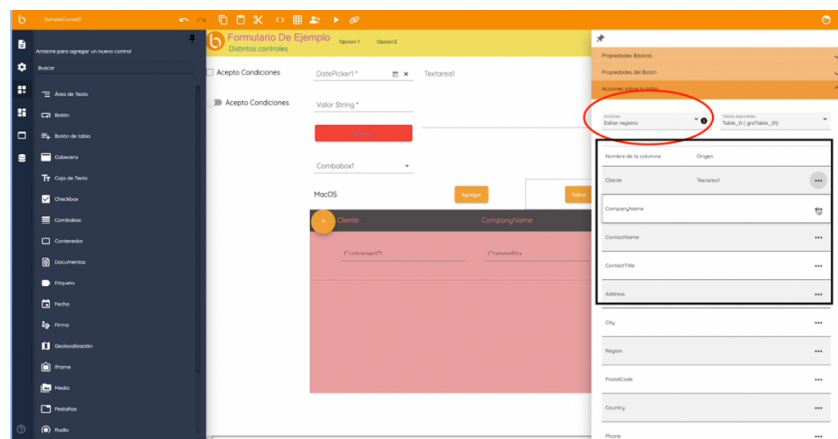 SampleCurso01
Arrastre para agregar un nuevo control
Buscar
Área de Texto
Botón
Botón de tabla
Cabecera
Caja de Texto
Checkbox
Combobox
Contenedor
Documentos
Etiqueta
Fecha
Firma
Geolocalización
Iframe
Media
Pestañas
Radio
Formulario De Ejemplo
Distintos controles
Opcion1
Opcion2
Acepto Condiciones
DatePicker1 *
Textarea1
Acepto Condiciones
Valor String *
Combobox1
MacOS
Agregar
Editar
Cliente
CompanyName
CustomerID
Propiedades Básicas
Propiedades del Botón
Acciones sobre la tabla
Acciones
Editar registro
Tablas disponibles
Table_0 ( grdTable_01)
Nombre de la columna
Origen
Cliente
Textarea1
CompanyName
ContactName
ContactTitle
Address
City
Region
PostalCode
Country
Phone